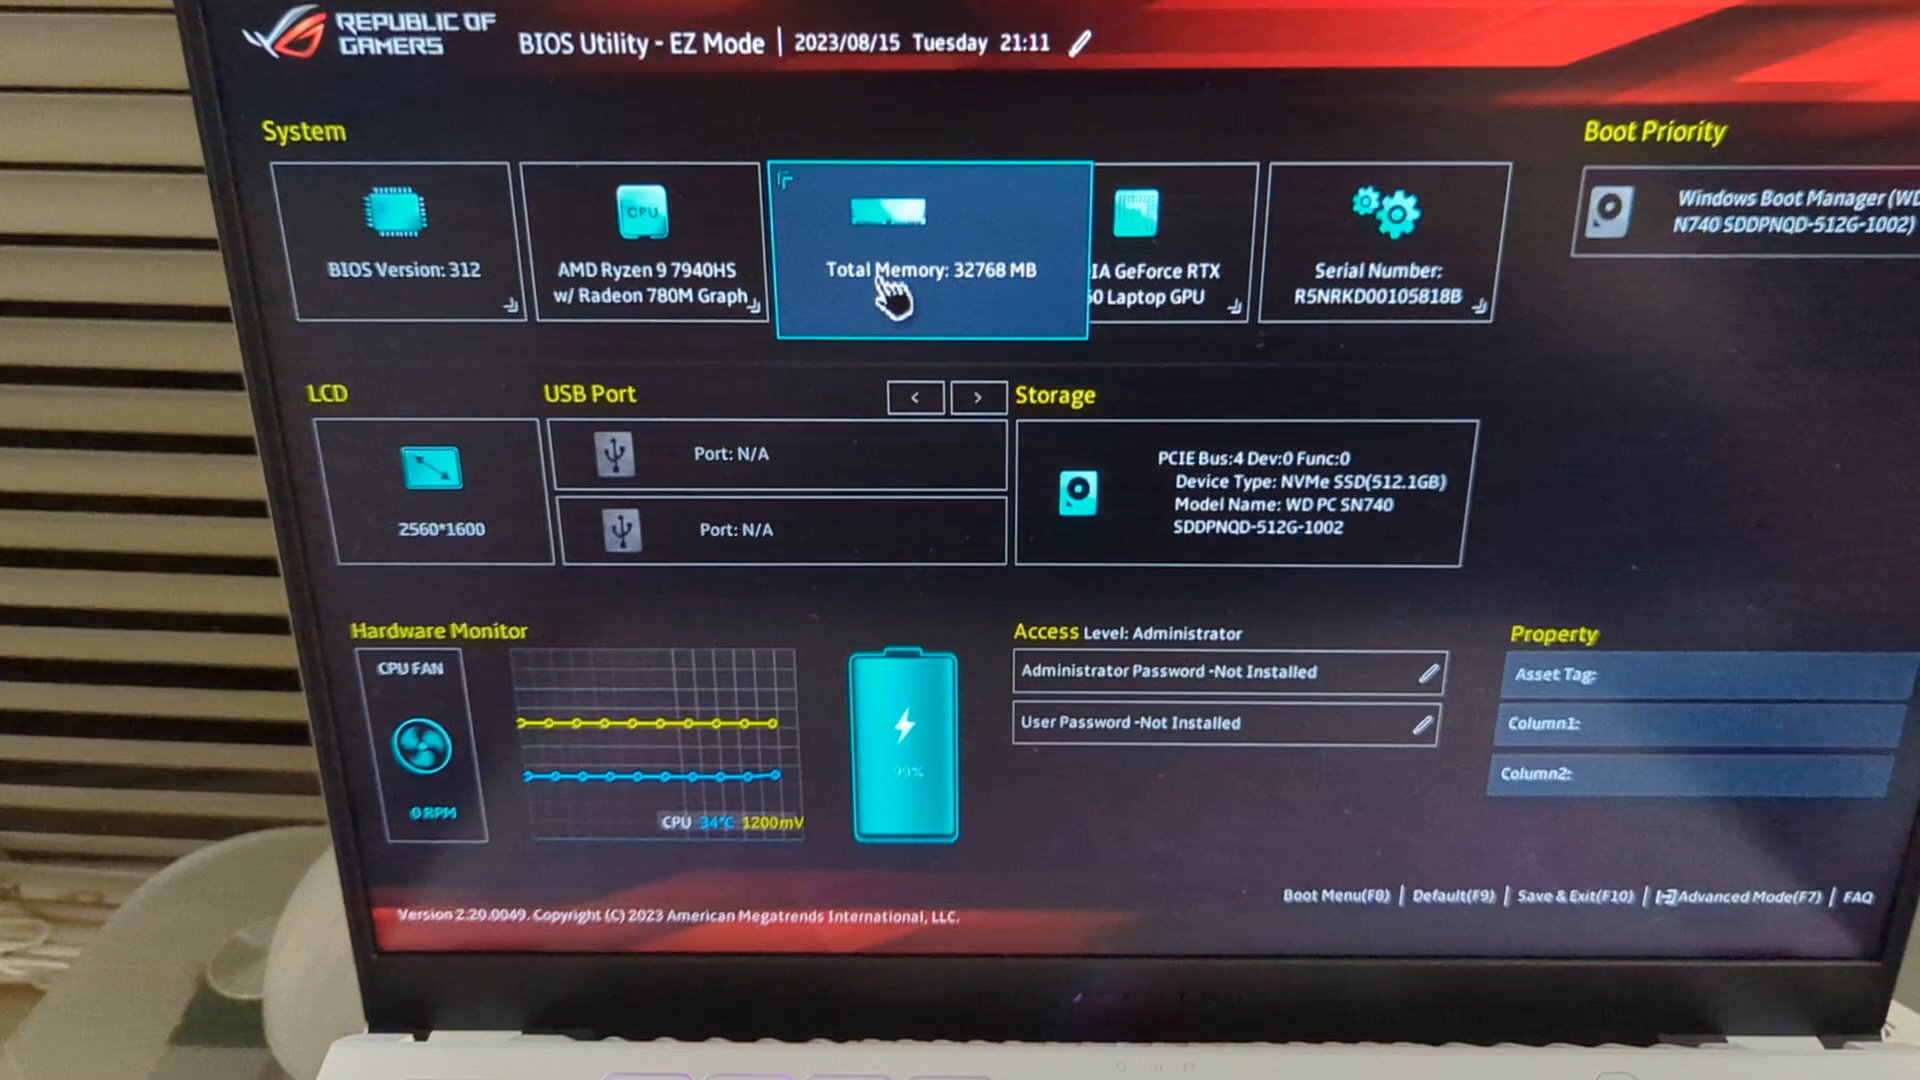 REPUBLIC OF
GAMERS
BIOS Utility - EZ Mode
2023/08/15 Tuesday 21:11
System
Boot Priority
BIOS Version: 312
CPU
AMD Ryzen 9 7940HS
w/ Radeon 780M Graph
Total Memory: 32768 MB
IA GeForce RTX
0 Laptop GPU
Serial Number:
R5NRKD00105818B
Windows Boot Manager (WD
N740 SDDPNQD-512G-1002)
LCD
USB Port
<
>
Storage
2560*1600
Port: N/A
Port: N/A
PCIE Bus:4 Dev:0 Func:0
Device Type: NVMe SSD(512.1GB)
Model Name: WD PC SN740
SDDPNQD-512G-1002
Hardware Monitor
CPU FAN
0 RPM
CPU 34°C 1200mV
99%
Access Level: Administrator
Administrator Password -Not Installed
User Password -Not Installed
Property
Asset Tag:
Column1:
Column2:
Boot Menu(F8) | Default(F9) | Save & Exit(F10) | Advanced Mode(F7) | FAQ
Version 2.20.0049. Copyright (C) 2023 American Megatrends International, LLC.